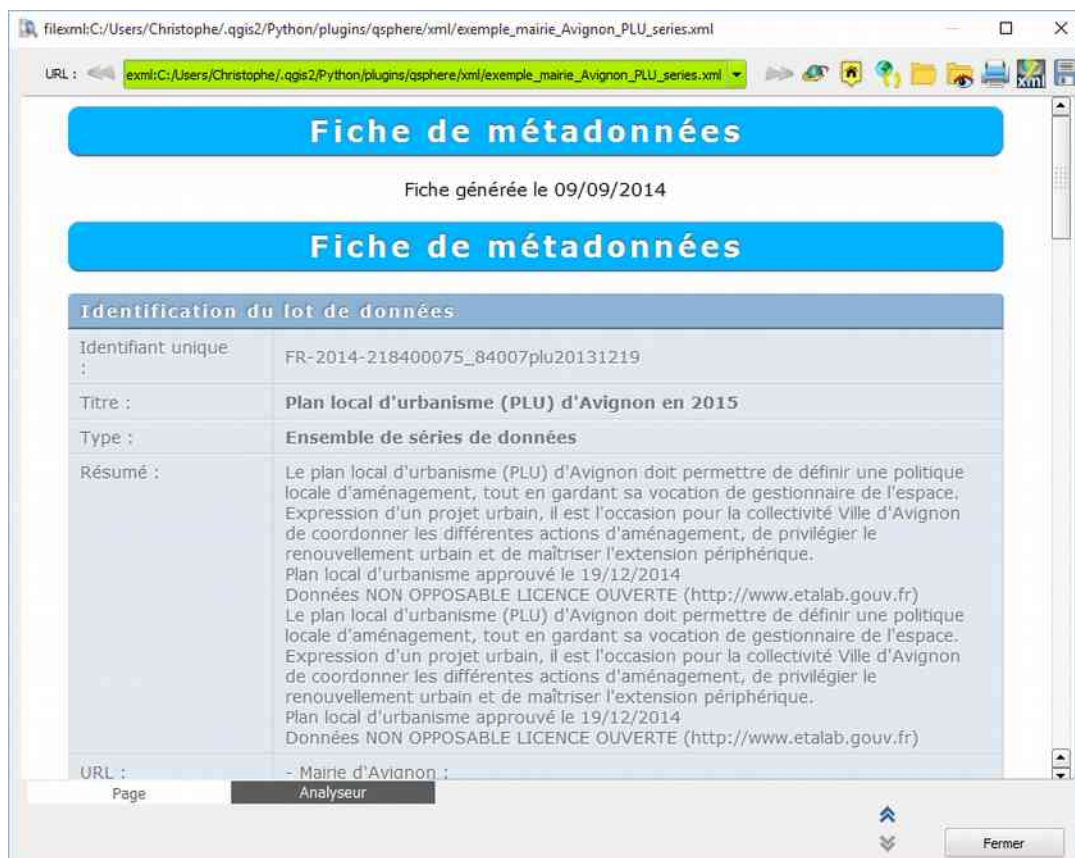 filexml:C:/Users/Christophe/.qgis2/Python/plugins/qsphere/xml/exemple_mairie_Avignon_PLU_series.xml
URL : exml:C:/Users/Christophe/.qgis2/Python/plugins/qsphere/xml/exemple_mairie_Avignon_PLU_series.xml
xml
Fiche de métadonnées
Fiche générée le 09/09/2014
Fiche de métadonnées
Identification du lot de données
Identifiant unique : FR-2014-218400075_84007plu20131219
Titre : Plan local d'urbanisme (PLU) d'Avignon en 2015
Type : Ensemble de séries de données
Résumé : Le plan local d'urbanisme (PLU) d'Avignon doit permettre de définir une politique
locale d'aménagement, tout en gardant sa vocation de gestionnaire de l'espace.
Expression d'un projet urbain, il est l'occasion pour la collectivité Ville d'Avignon
de coordonner les différentes actions d'aménagement, de privilégier le
renouvellement urbain et de maîtriser l'extension périphérique.
Plan local d'urbanisme approuvé le 19/12/2014
Données NON OPPOSABLE LICENCE OUVERTE (http://www.etalab.gouv.fr)
Le plan local d'urbanisme (PLU) d'Avignon doit permettre de définir une politique
locale d'aménagement, tout en gardant sa vocation de gestionnaire de l'espace.
Expression d'un projet urbain, il est l'occasion pour la collectivité Ville d'Avignon
de coordonner les différentes actions d'aménagement, de privilégier le
renouvellement urbain et de maîtriser l'extension périphérique.
Plan local d'urbanisme approuvé le 19/12/2014
Données NON OPPOSABLE LICENCE OUVERTE (http://www.etalab.gouv.fr)
URL : - Mairie d'Avignon :
Page Analyseur
Fermer